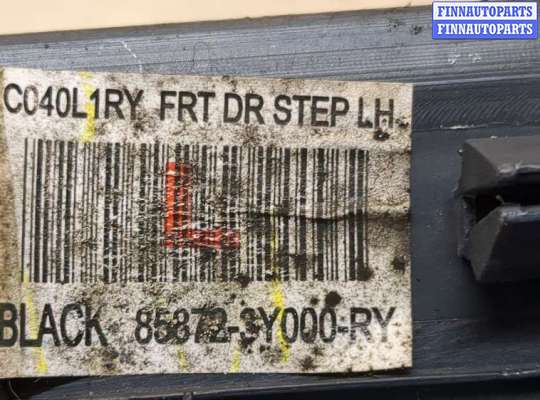 FINNAUTOPARTS
FINNAUTOPARTS
C040L1RY FRT DR STEP LH
L
BLACK 85872-3Y000-RY